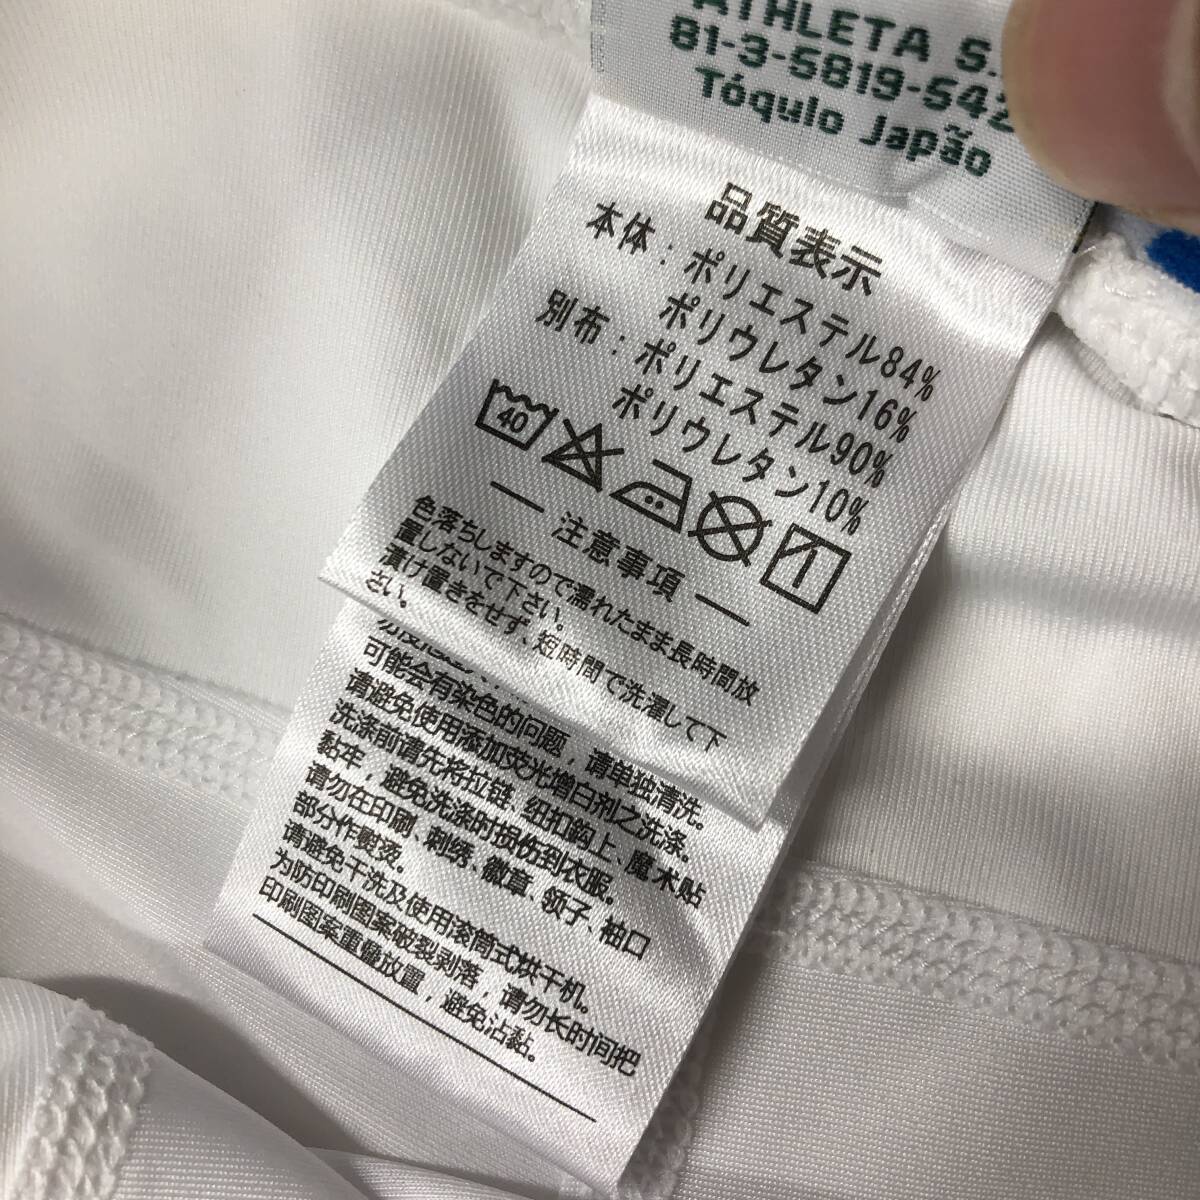 ATHLETA S.
81-3-5819-542
Tóquio Japão
品質表示
本体：ポリエステル84%
ポリウレタン16%
別布：ポリエステル90%
ポリウレタン10%
40
注意事項
色落ちしますので濡れたまま長時間放
置しないで下さい。
漬け置きをせず、短時間で洗濯して下
さい。
可能会有染色的问题，请单独清洗。
请避免使用添加荧光增白剂之洗涤。
洗涤前请先将拉链、纽扣鈎上、魔术贴
黏牢，避免洗涤时损伤到衣服。
请勿在印刷、刺绣、徽章、领子、袖口
部分作熨烫。
请避免干洗及使用滚筒式烘干机。
为防印刷图案破裂剥落，请勿长时间把
印刷图案重叠放置，避免沾黏。